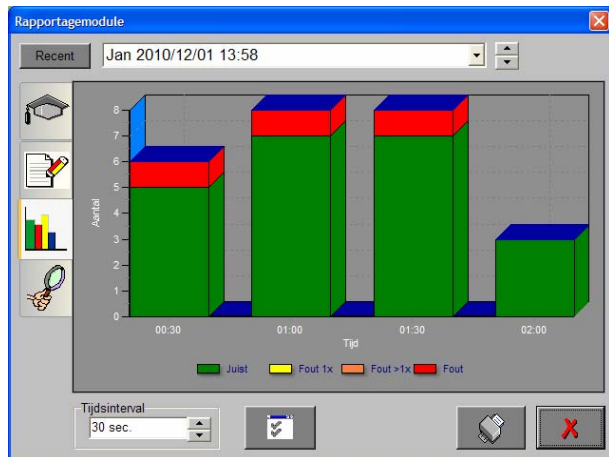 Rapportagemodule
Recent
Jan 2010/12/01 13:58
8
7
6
5
4
3
2
1
0
Aantal
00:30 01:00 01:30 02:00
Tijd
Juist Fout 1x Fout >1x Fout
Tijdsinterval
30 sec.